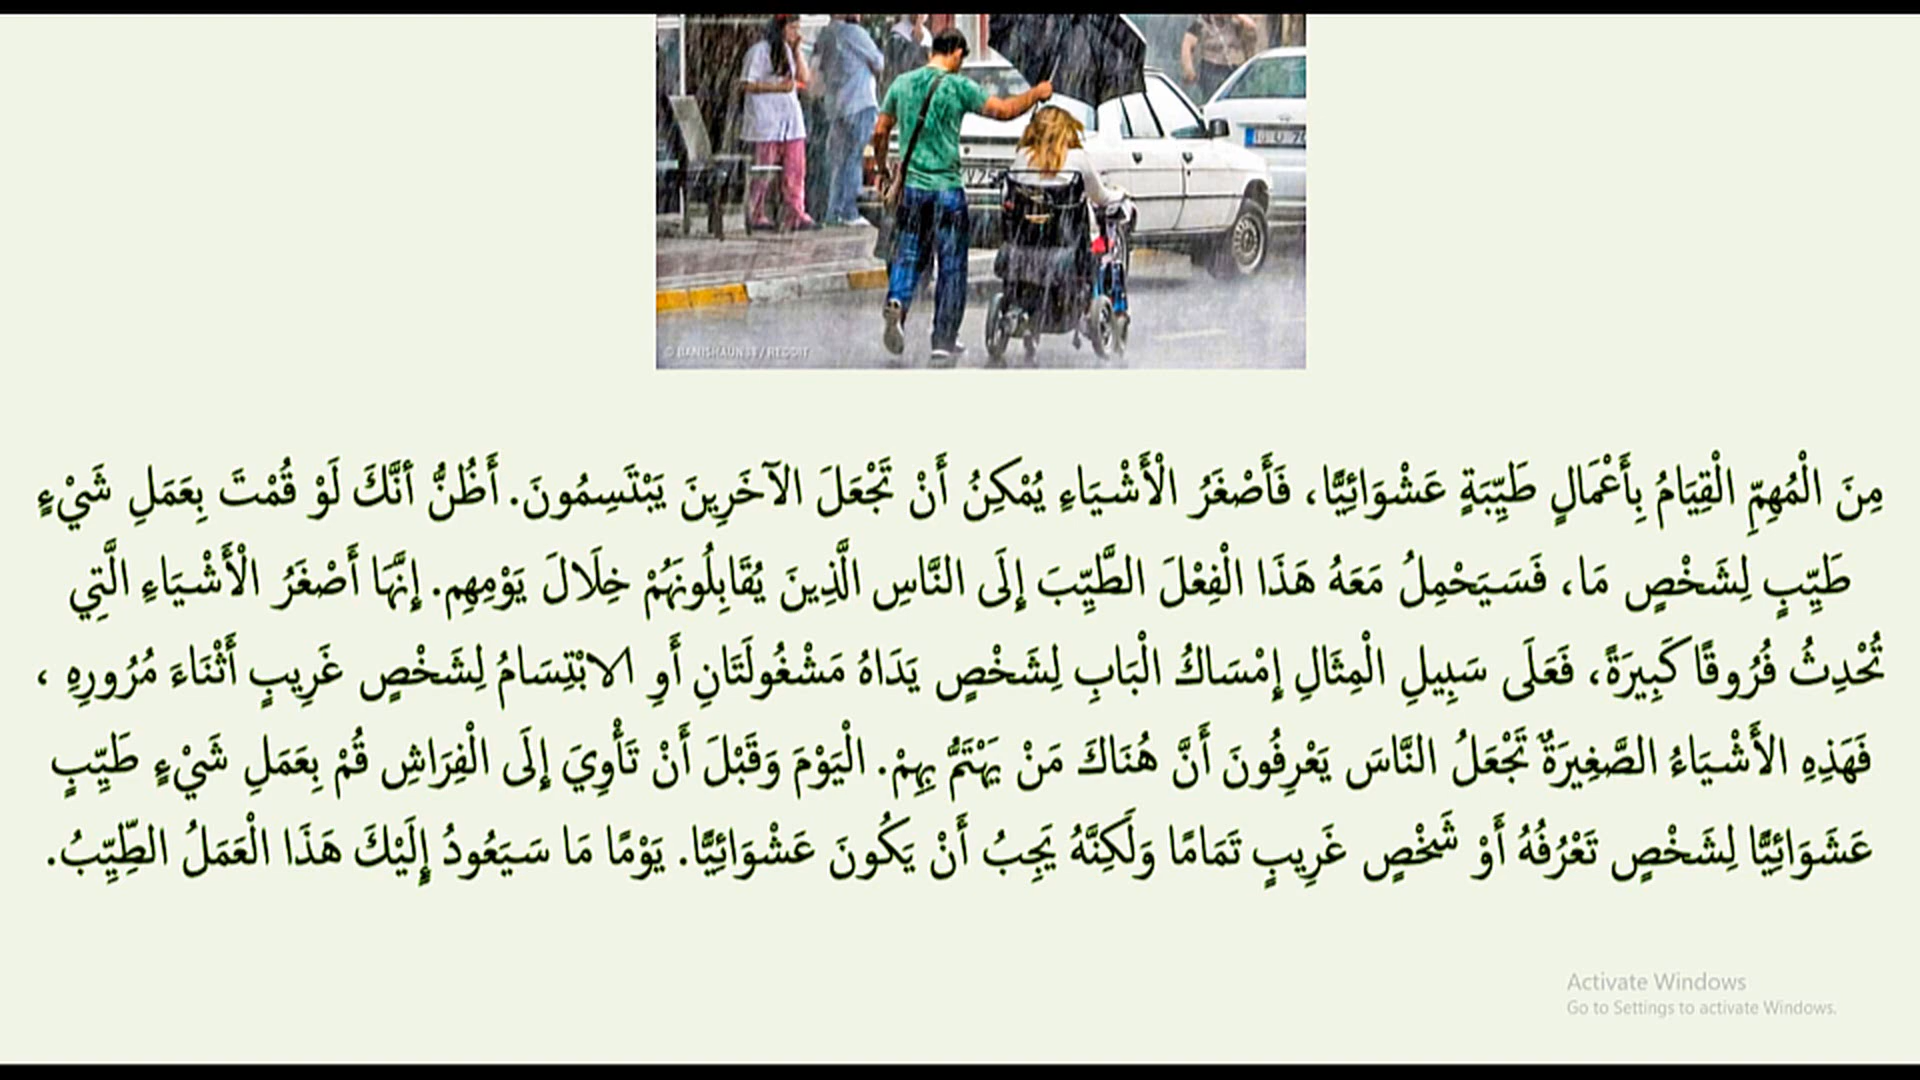 © BANISHAUN31 / REDDIT
مِنَ الْمُهِمِّ الْقِيَامُ بِأَعْمَالٍ طَيِّبَةٍ عَشْوَائِيًّا، فَأَصْغَرُ الْأَشْيَاءِ يُمْكِنُ أَنْ تَجْعَلَ الآخَرِينَ يَبْتَسِمُونَ. أَظُنُّ أَنَّكَ لَوْ قُمْتَ بِعَمَلِ شَيْءٍ
طَيِّبٍ لِشَخْصٍ مَا، فَسَيَحْمِلُ مَعَهُ هَذَا الْفِعْلَ الطَّيِّبَ إِلَى النَّاسِ الَّذِينَ يُقَابِلُونَهُمْ خِلَالَ يَوْمِهِم. إِنَّهَا أَصْغَرُ الْأَشْيَاءِ الَّتِي
تُحْدِثُ فُرُوقًا كَبِيرَةً، فَعَلَى سَبِيلِ الْمِثَالِ إِمْسَاكُ الْبَابِ لِشَخْصٍ يَدَاهُ مَشْغُولَتَانِ أَوِ الابْتِسَامُ لِشَخْصٍ غَرِيبٍ أَثْنَاءَ مُرُورِهِ ،
فَهَذِهِ الأَشْيَاءُ الصَّغِيرَةُ تَجْعَلُ النَّاسَ يَعْرِفُونَ أَنَّ هُنَاكَ مَنْ يَهْتَمُّ بِهِمْ. الْيَوْمَ وَقَبْلَ أَنْ تَأْوِيَ إِلَى الْفِرَاشِ قُمْ بِعَمَلِ شَيْءٍ طَيِّبٍ
عَشَوَائِيًّا لِشَخْصٍ تَعْرُفُهُ أَوْ شَخْصٍ غَرِيبٍ تَمَامًا وَلَكِنَّهُ يَجِبُ أَنْ يَكُونَ عَشْوَائِيًّا. يَوْمًا مَا سَيَعُودُ إِلَيْكَ هَذَا الْعَمَلُ الطِّيِّبُ.
Activate Windows
Go to Settings to activate Windows.